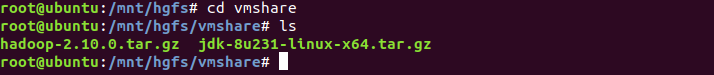 root@ubuntu:/mnt/hgfs# cd vmshare
root@ubuntu:/mnt/hgfs/vmshare# ls
hadoop-2.10.0.tar.gz  jdk-8u231-linux-x64.tar.gz
root@ubuntu:/mnt/hgfs/vmshare#